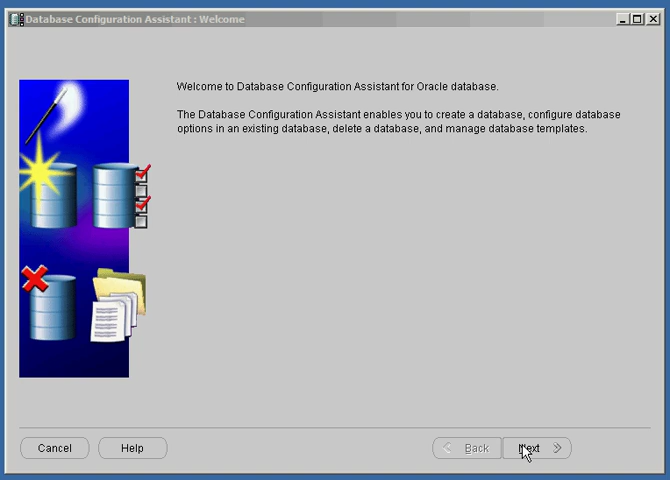 Database Configuration Assistant : Welcome
Welcome to Database Configuration Assistant for Oracle database.
The Database Configuration Assistant enables you to create a database, configure database
options in an existing database, delete a database, and manage database templates.
Cancel
Help
Back
Next